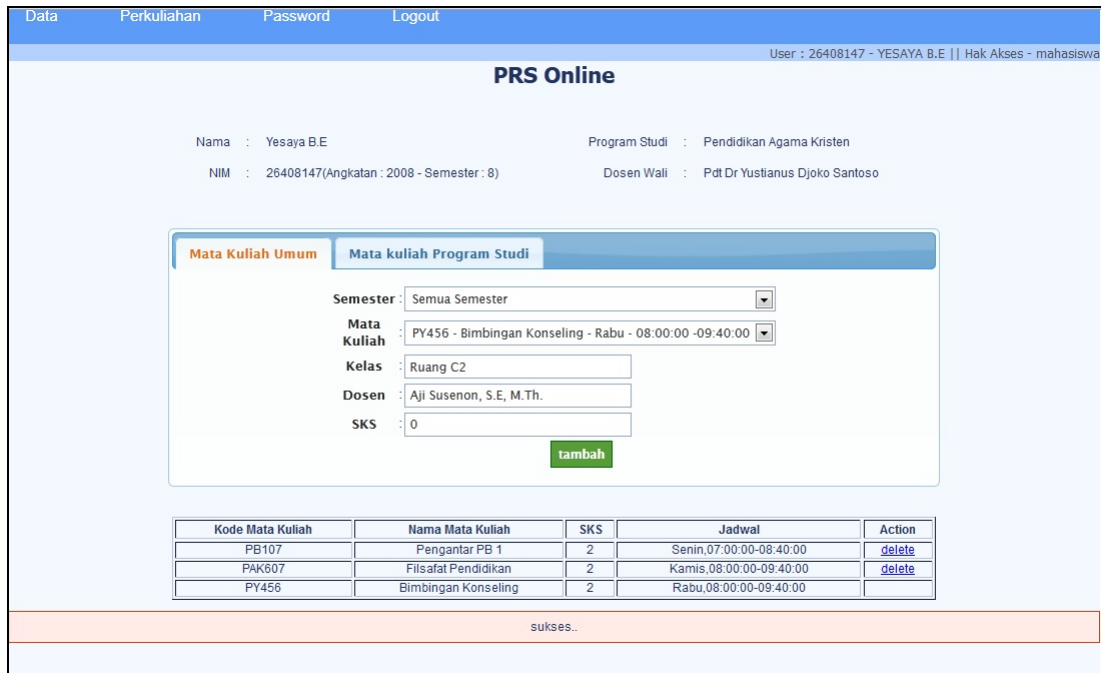 Data Perkuliahan Password Logout
User : 26408147 - YESAYA B.E || Hak Akses - mahasiswa
PRS Online
Nama : Yesaya B.E Program Studi : Pendidikan Agama Kristen
NIM : 26408147(Angkatan : 2008 - Semester : 8) Dosen Wali : Pdt Dr Yustianus Djoko Santoso
Mata Kuliah Umum Mata kuliah Program Studi
Semester : Semua Semester
Mata Kuliah : PY456 - Bimbingan Konseling - Rabu - 08:00:00 -09:40:00
Kelas : Ruang C2
Dosen : Aji Susenon, S.E, M.Th.
SKS : 0
tambah
Kode Mata Kuliah Nama Mata Kuliah SKS Jadwal Action
PB107 Pengantar PB 1 2 Senin,07:00:00-08:40:00 delete
PAK607 Filsafat Pendidikan 2 Kamis,08:00:00-09:40:00 delete
PY456 Bimbingan Konseling 2 Rabu,08:00:00-09:40:00
sukses..